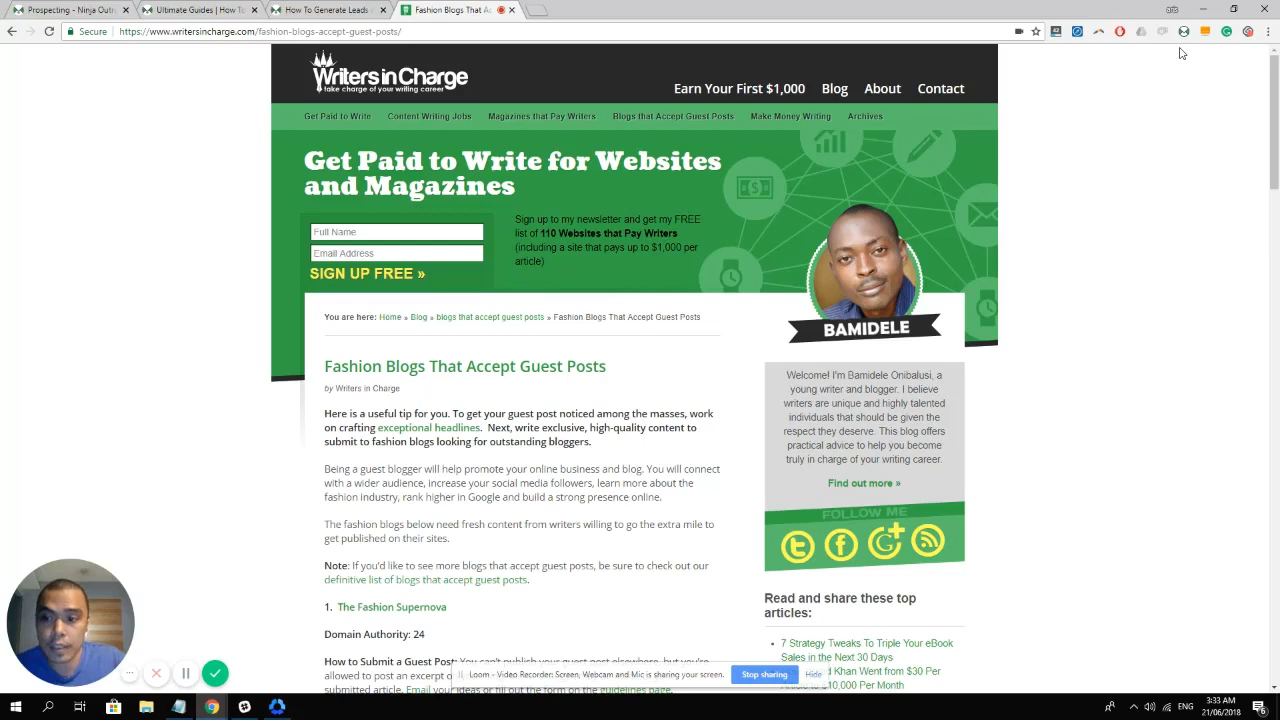 Prospecting - Ninja Outr
Ultimate Guides | How To
How To Generate Leads
Fashion Blogs That Ac
Secure
https://www.writersincharge.com/fashion-blogs-accept-guest-posts/
Writers in Charge
take charge of your writing career
Earn Your First $1,000
Blog
About
Contact
Get Paid to Write
Content Writing Jobs
Magazines that Pay Writers
Blogs that Accept Guest Posts
Make Money Writing
Archives
Get Paid to Write for Websites
and Magazines
Full Name
Email Address
SIGN UP FREE »
Sign up to my newsletter and get my FREE
list of 110 Websites that Pay Writers
(including a site that pays up to $1,000 per
article)
BAMIDELE
You are here: Home » Blog » blogs that accept guest posts » Fashion Blogs That Accept Guest Posts
Fashion Blogs That Accept Guest Posts
by Writers in Charge
Here is a useful tip for you. To get your guest post noticed among the masses, work
on crafting exceptional headlines. Next, write exclusive, high-quality content to
submit to fashion blogs looking for outstanding bloggers.
Being a guest blogger will help promote your online business and blog. You will connect
with a wider audience, increase your social media followers, learn more about the
fashion industry, rank higher in Google and build a strong presence online.
The fashion blogs below need fresh content from writers willing to go the extra mile to
get published on their sites.
Note: If you'd like to see more blogs that accept guest posts, be sure to check out our
definitive list of blogs that accept guest posts.
1. The Fashion Supernova
Domain Authority: 24
How to Submit a Guest Post: You can't publish your guest post elsewhere, but you're
allowed to post an excerpt o
submitted article. Email your ideas or fill out the form on the guidelines page.
Welcome! I'm Bamidele Onibalusi, a
young writer and blogger. I believe
writers are unique and highly talented
individuals that should be given the
respect they deserve. This blog offers
practical advice to help you become
truly in charge of your writing career.
Find out more »
FOLLOW ME
Read and share these top
articles:
7 Strategy Tweaks To Triple Your eBook
Sales in the Next 30 Days
d Khan Went from $30 Per
$10,000 Per Month
Loom - Video Recorder: Screen, Webcam and Mic is sharing your screen.
Stop sharing
Hide
ENG
3:33 AM
21/06/2018